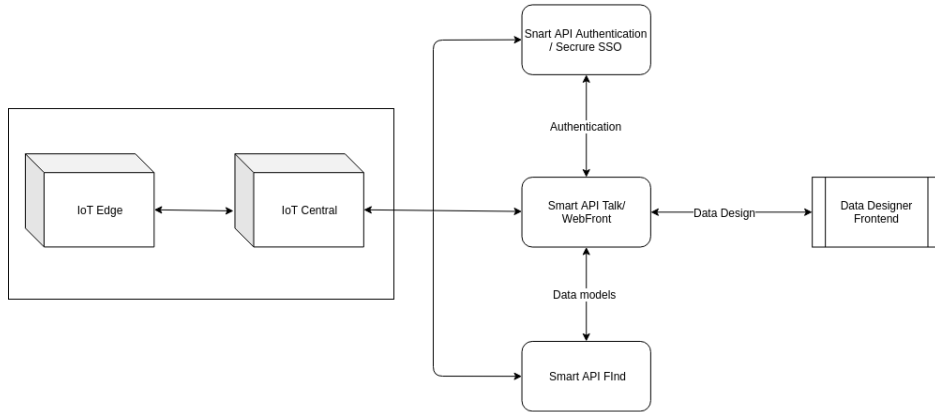 Snart API Authentication
/ Secrure SSO
Authentication
IoT Edge
IoT Central
Smart API Talk/
WebFront
Data Design
Data Designer
Frontend
Data models
Smart API FInd